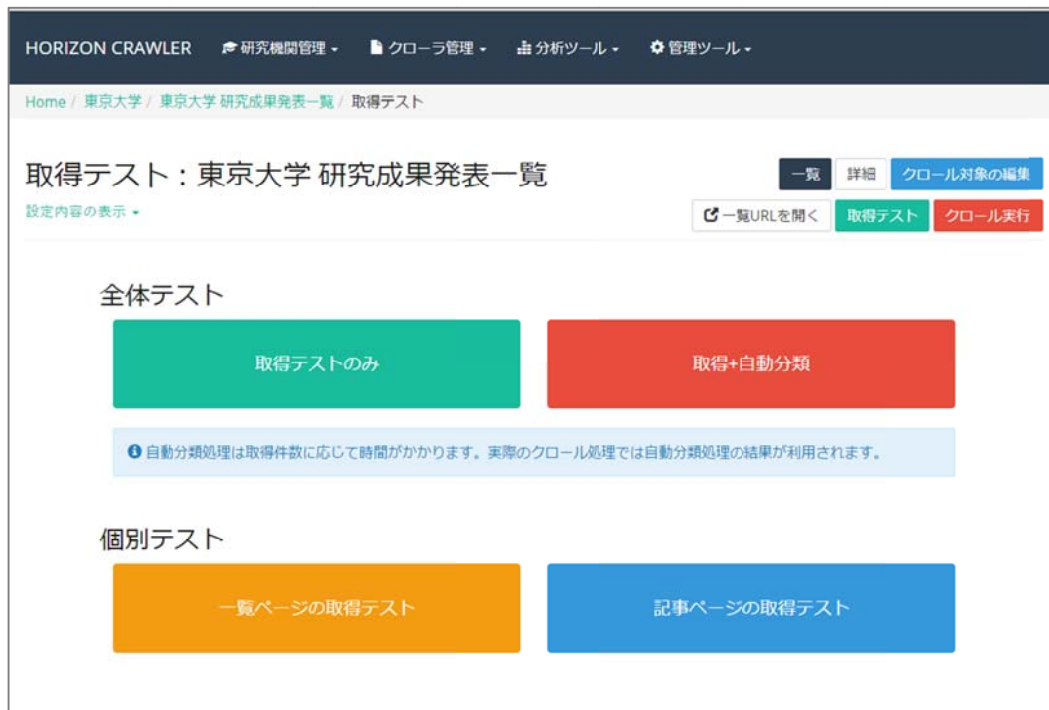 HORIZON CRAWLER 研究機関管理 クローラ管理 分析ツール 管理ツール
Home / 東京大学 / 東京大学 研究成果発表一覧 / 取得テスト
取得テスト：東京大学 研究成果発表一覧
一覧 詳細 クロール対象の編集
設定内容の表示
一覧URLを開く 取得テスト クロール実行
全体テスト
取得テストのみ 取得+自動分類
自動分類処理は取得件数に応じて時間がかかります。実際のクロール処理では自動分類処理の結果が利用されます。
個別テスト
一覧ページの取得テスト 記事ページの取得テスト